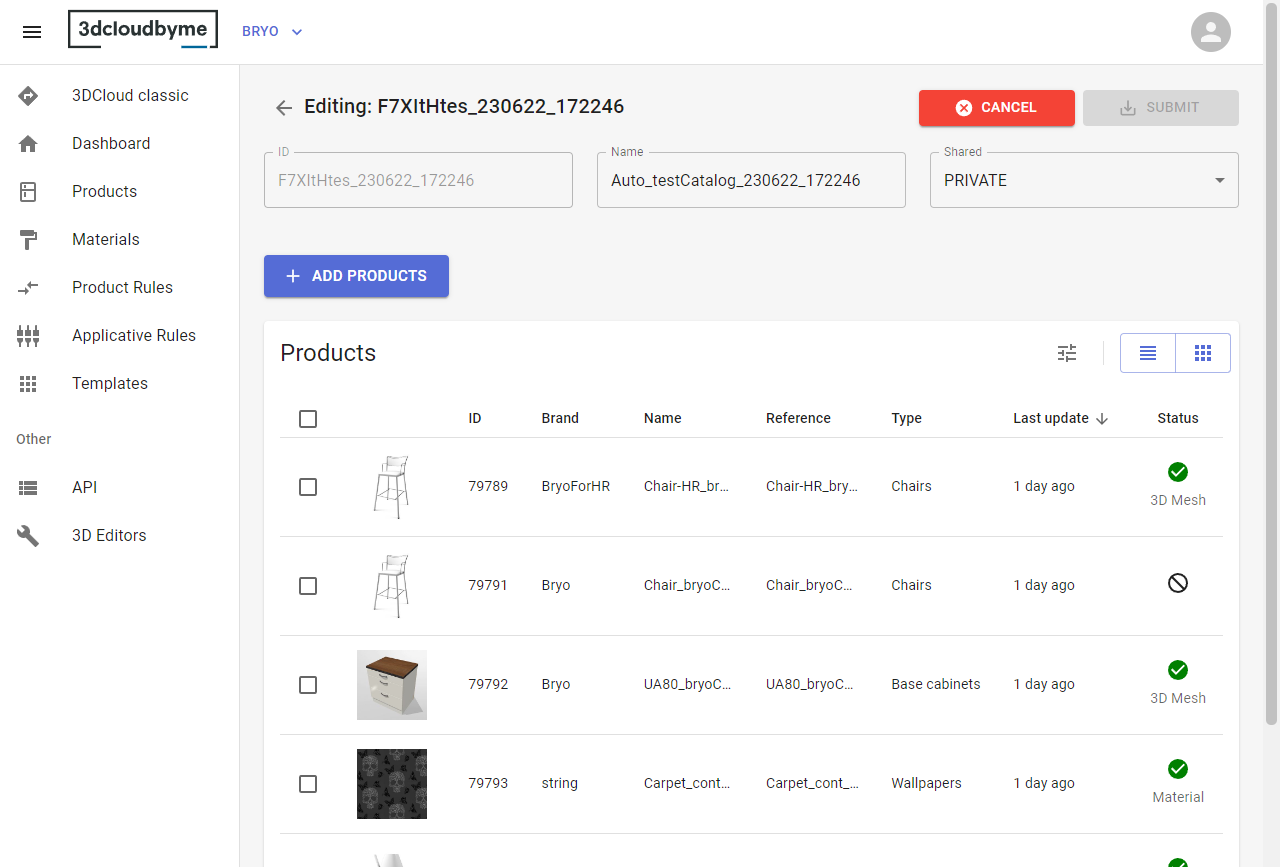 3dcloudbyme
BRYO
3DCloud classic
Dashboard
Products
Materials
Product Rules
Applicative Rules
Templates
Other
API
3D Editors
Editing: F7XItHtes_230622_172246
CANCEL
SUBMIT
ID
F7XItHtes_230622_172246
Name
Auto_testCatalog_230622_172246
Shared
PRIVATE
ADD PRODUCTS
Products
ID Brand Name Reference Type Last update Status
79789 BryoForHR Chair-HR_br... Chair-HR_bry... Chairs 1 day ago 3D Mesh
79791 Bryo Chair_bryoC... Chair_bryoC... Chairs 1 day ago
79792 Bryo UA80_bryoC... UA80_bryoC... Base cabinets 1 day ago 3D Mesh
79793 string Carpet_cont... Carpet_cont_... Wallpapers 1 day ago Material